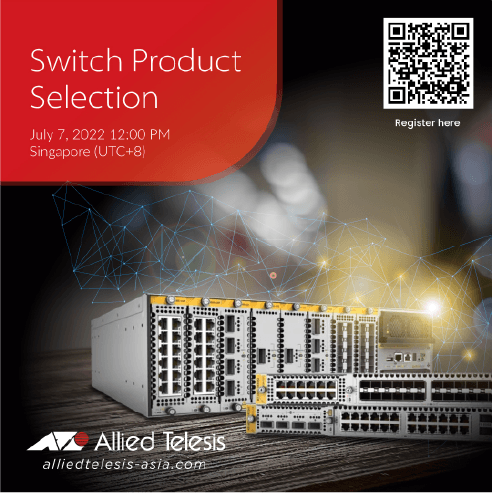 Switch Product
Selection
July 7, 2022 12:00 PM
Singapore (UTC+8)
Register here
Allied Telesis
alliedtelesis-asia.com